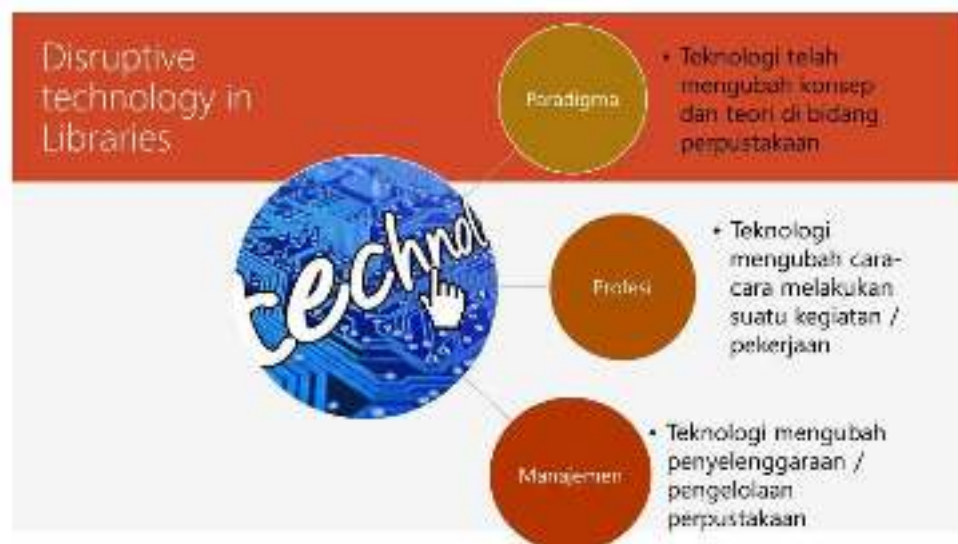 Disruptive
technology in
Libraries
Paradigma
• Teknologi telah
mengubah konsep
dan teori di bidang
perpustakaan
technol
Profesi
• Teknologi
mengubah cara-
cara melakukan
suatu kegiatan /
pekerjaan
Manajemen
• Teknologi mengubah
penyelenggaraan /
pengelolaan
perpustakaan